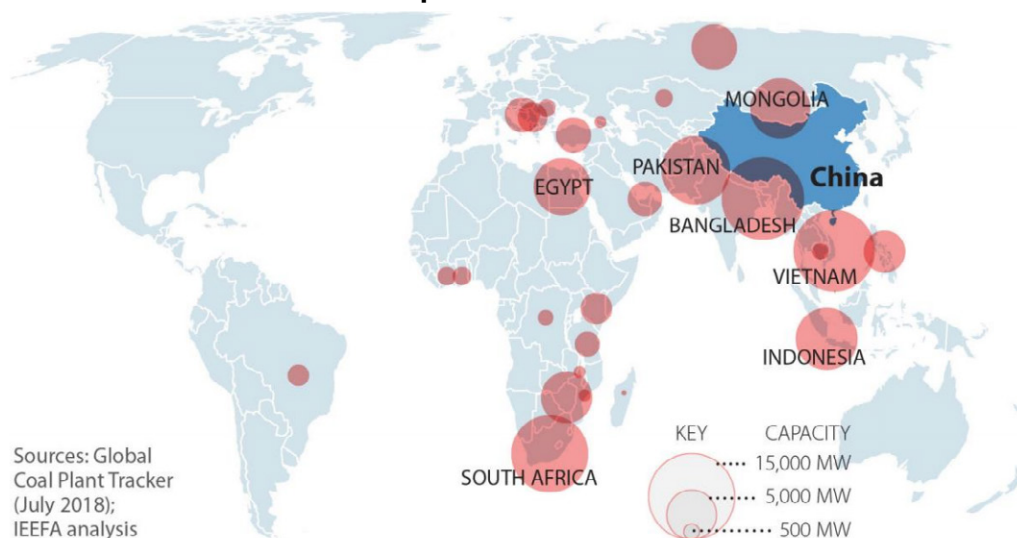 MONGOLIA
PAKISTAN
China
EGYPT
BANGLADESH
VIETNAM
INDONESIA
SOUTH AFRICA
KEY CAPACITY
15,000 MW
5,000 MW
500 MW
Sources: Global
Coal Plant Tracker
(July 2018);
IEEFA analysis